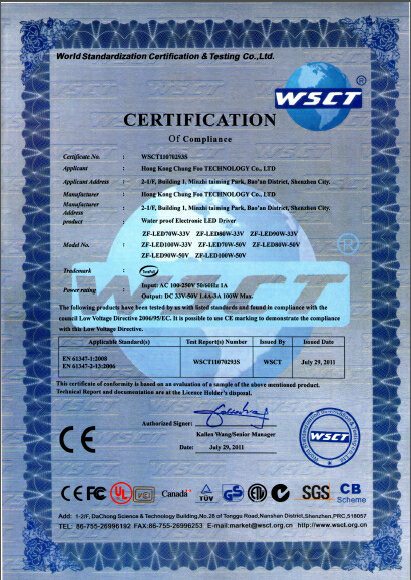 World Standardization Certification & Testing Co.,Ltd.
WSCT ®
CERTIFICATION
Of Compliance
Certificate No. : WSCT11070293S
Applicant : Hong Kong Chung Foo TECHNOLOGY Co., LTD
Applicant Address : 2-1/F, Building 1, Minzhi taiming Park, Bao'an District, Shenzhen City.
Manufacturer : Hong Kong Chung Foo TECHNOLOGY Co., LTD
Manufacturer Address : 2-1/F, Building 1, Minzhi taiming Park, Bao'an District, Shenzhen City.
product : Water proof Electronic LED Driver
ZF-LED70W-33V ZF-LED80W-33V ZF-LED90W-33V
Model No. : ZF-LED100W-33V ZF-LED70W-50V ZF-LED80W-50V
ZF-LED90W-50V ZF-LED100W-50V
Trademark :
Power rating : Input: AC 100-250V 50/60Hz 1A
Output: DC 33V-50V 1.4A-3A 100W Max.
The following products have been tested by us with listed standards and found in compliance with the
council Low Voltage Directive 2006/95/EC. It is possible to use CE marking to demonstrate the compliance
with this Low Voltage Directive.
Applicable Standard(s) Test Report(s) Number Issued By Issued Date
EN 61347-1:2008
EN 61347-2-13:2006
WSCT11070293S WSCT July 29, 2011
This certificate of conformity is based on an evaluation of a sample of the above mentioned product.
Technical Report and documentation are at the Licence Holder's disposal.
Authorized Signer:
Kallen Wang/Senior Manager
Date: July 29, 2011
CE
WSCT
CE FC UL Canada TÜV GS ETL SGS CB Scheme
Add: 1-2/F, DaChong Science & Technology Building,No.28 of Tonggu Road,Nanshan District,Shenzhen,PRC,518057
TEL: 86-755-26996192 FAX:86-755-26996253 E-mail:market@wsct.org.cn http://www.wsct.org.cn